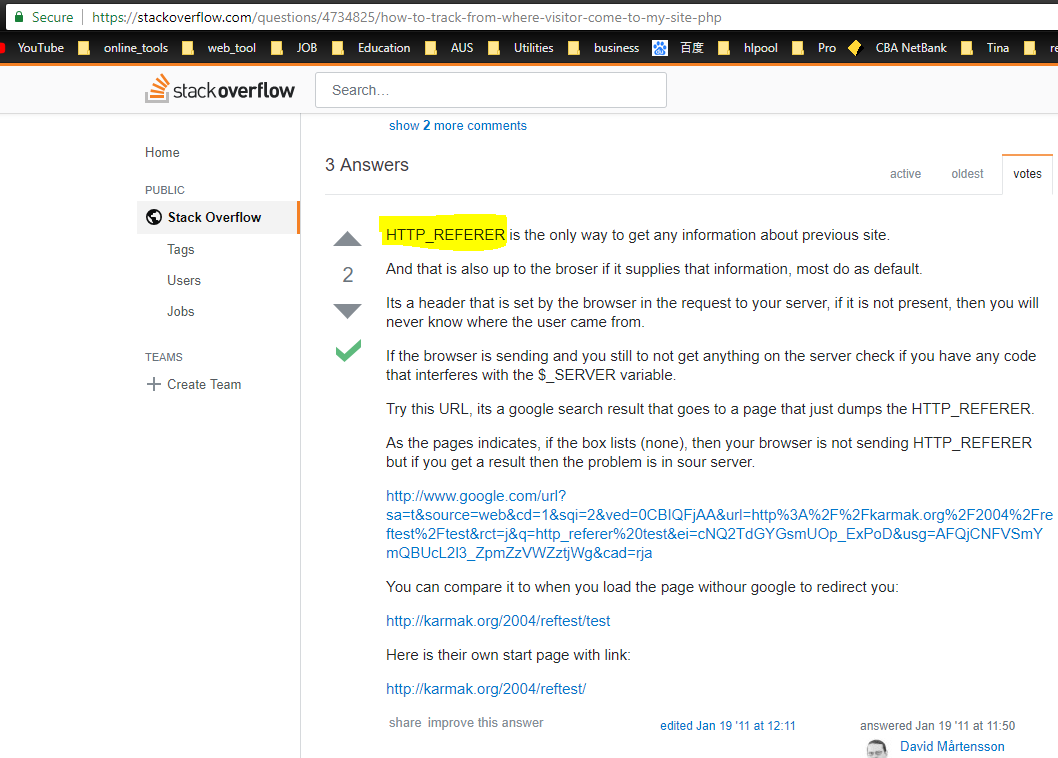 Secure https://stackoverflow.com/questions/4734825/how-to-track-from-where-visitor-come-to-my-site-php
YouTube online_tools web_tool JOB Education AUS Utilities business 百度 hlpool Pro CBA NetBank Tina re
stackoverflow Search...
show 2 more comments
Home
3 Answers
active oldest votes
PUBLIC
Stack Overflow
Tags
Users
Jobs
TEAMS
Create Team
2
HTTP_REFERER is the only way to get any information about previous site.
And that is also up to the broser if it supplies that information, most do as default.
Its a header that is set by the browser in the request to your server, if it is not present, then you will
never know where the user came from.
If the browser is sending and you still to not get anything on the server check if you have any code
that interferes with the $_SERVER variable.
Try this URL, its a google search result that goes to a page that just dumps the HTTP_REFERER.
As the pages indicates, if the box lists (none), then your browser is not sending HTTP_REFERER
but if you get a result then the problem is in sour server.
http://www.google.com/url?
sa=t&source=web&cd=1&sqi=2&ved=0CBIQFjAA&url=http%3A%2F%2Fkarmak.org%2F2004%2Fre
ftest%2Ftest&rct=j&q=http_referer%20test&ei=cNQ2TdGYGsmUOp_ExPoD&usg=AFQjCNFVSmY
mQBUcL2I3_ZpmZzVWZztjWg&cad=rja
You can compare it to when you load the page withour google to redirect you:
http://karmak.org/2004/reftest/test
Here is their own start page with link:
http://karmak.org/2004/reftest/
share improve this answer
edited Jan 19 '11 at 12:11
answered Jan 19 '11 at 11:50
David Mårtensson